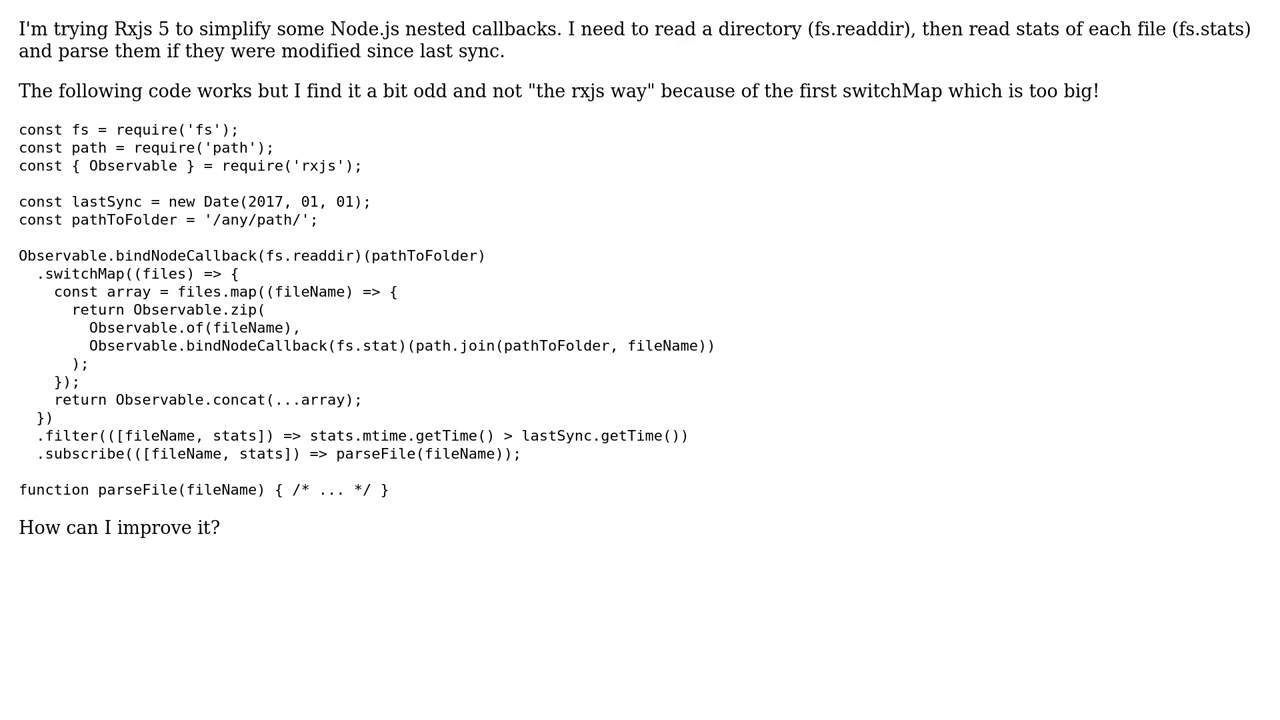 I'm trying Rxjs 5 to simplify some Node.js nested callbacks. I need to read a directory (fs.readdir), then read stats of each file (fs.stats)
and parse them if they were modified since last sync.
The following code works but I find it a bit odd and not "the rxjs way" because of the first switchMap which is too big!
const fs = require('fs');
const path = require('path');
const { Observable } = require('rxjs');
const lastSync = new Date(2017, 01, 01);
const pathToFolder = '/any/path/';
Observable.bindNodeCallback(fs.readdir)(pathToFolder)
  .switchMap((files) => {
    const array = files.map((fileName) => {
      return Observable.zip(
        Observable.of(fileName),
        Observable.bindNodeCallback(fs.stat)(path.join(pathToFolder, fileName))
      );
    });
    return Observable.concat(...array);
  })
  .filter(([fileName, stats]) => stats.mtime.getTime() > lastSync.getTime())
  .subscribe(([fileName, stats]) => parseFile(fileName));
function parseFile(fileName) { /* ... */ }
How can I improve it?